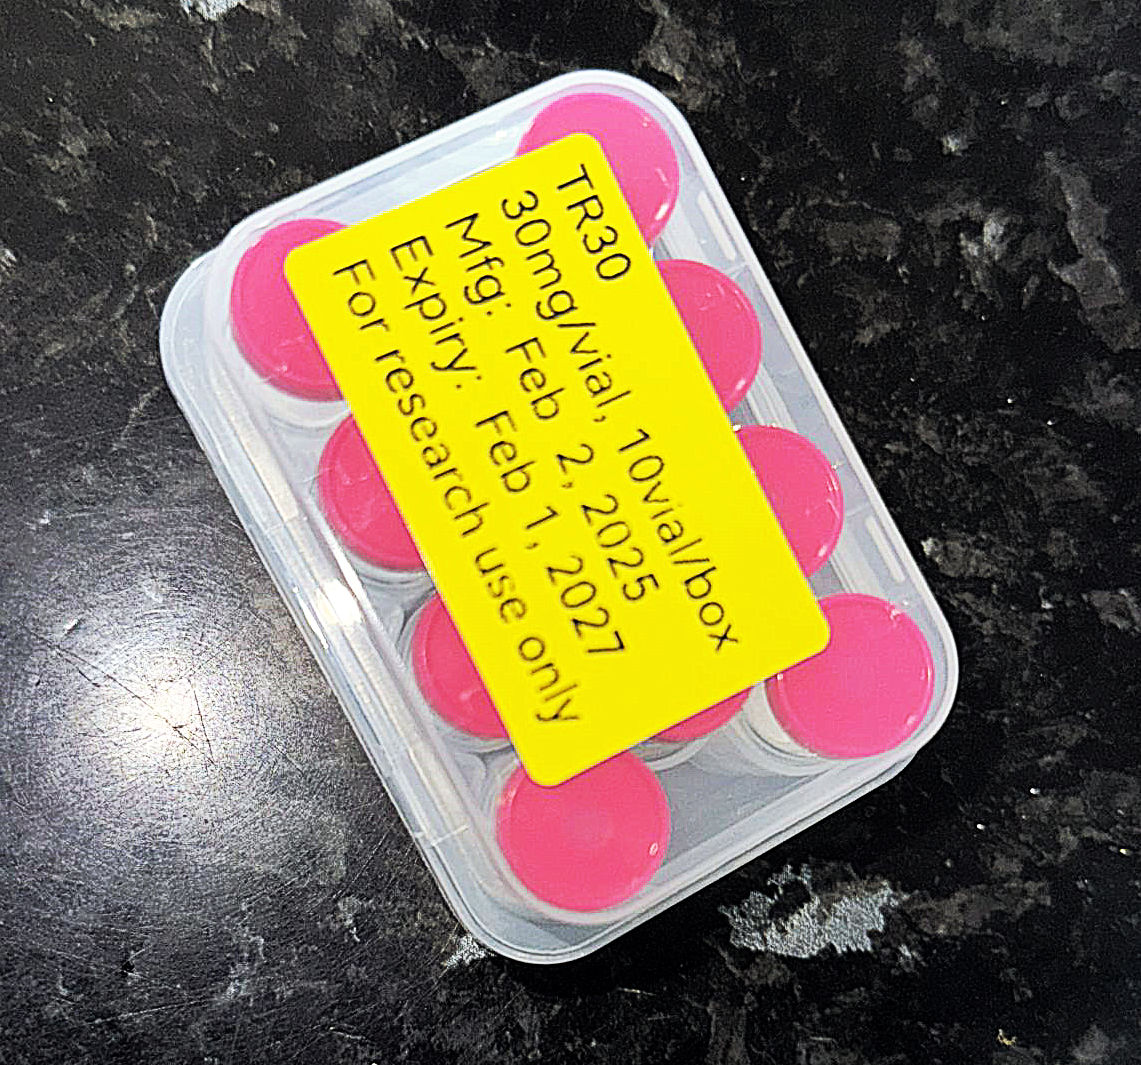 TR30
30mg/vial, 10vial/box
Mfg: Feb 2, 2025
Expiry: Feb 1, 2027
For research use only